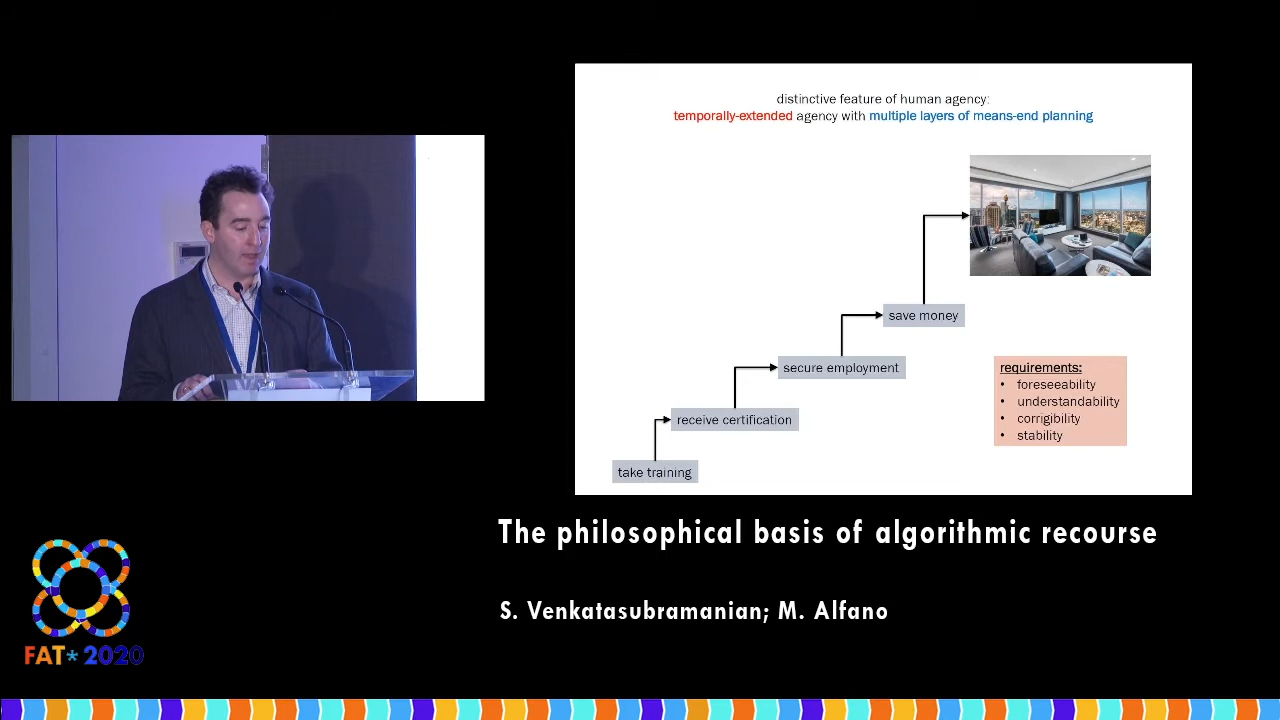 distinctive feature of human agency:
temporally-extended agency with multiple layers of means-end planning
save money
secure employment
receive certification
take training
requirements:
• foreseeability
• understandability
• corrigibility
• stability
The philosophical basis of algorithmic recourse
S. Venkatasubramanian; M. Alfano
FAT* 2020